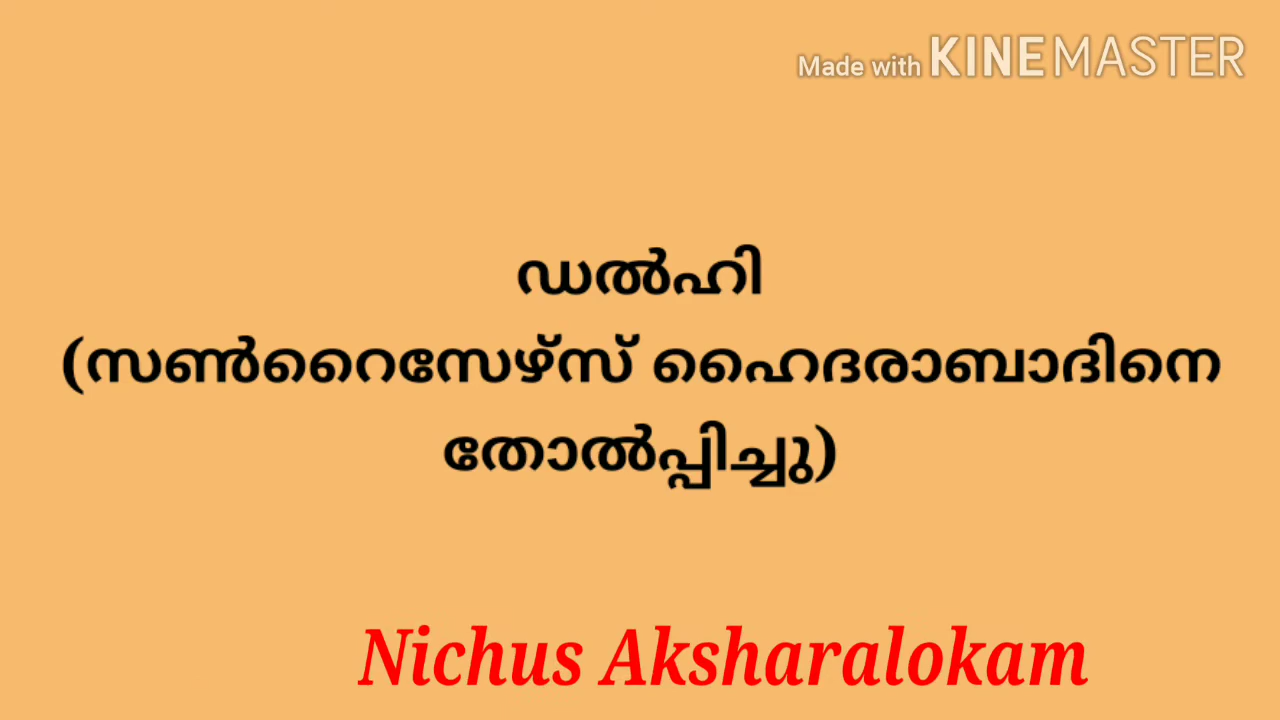 Made with KINEMASTER
ഡൽഹി
(സൺറൈസേഴ്സ് ഹൈദരാബാദിനെ
തോൽപ്പിച്ചു)
Nichus Aksharalokam